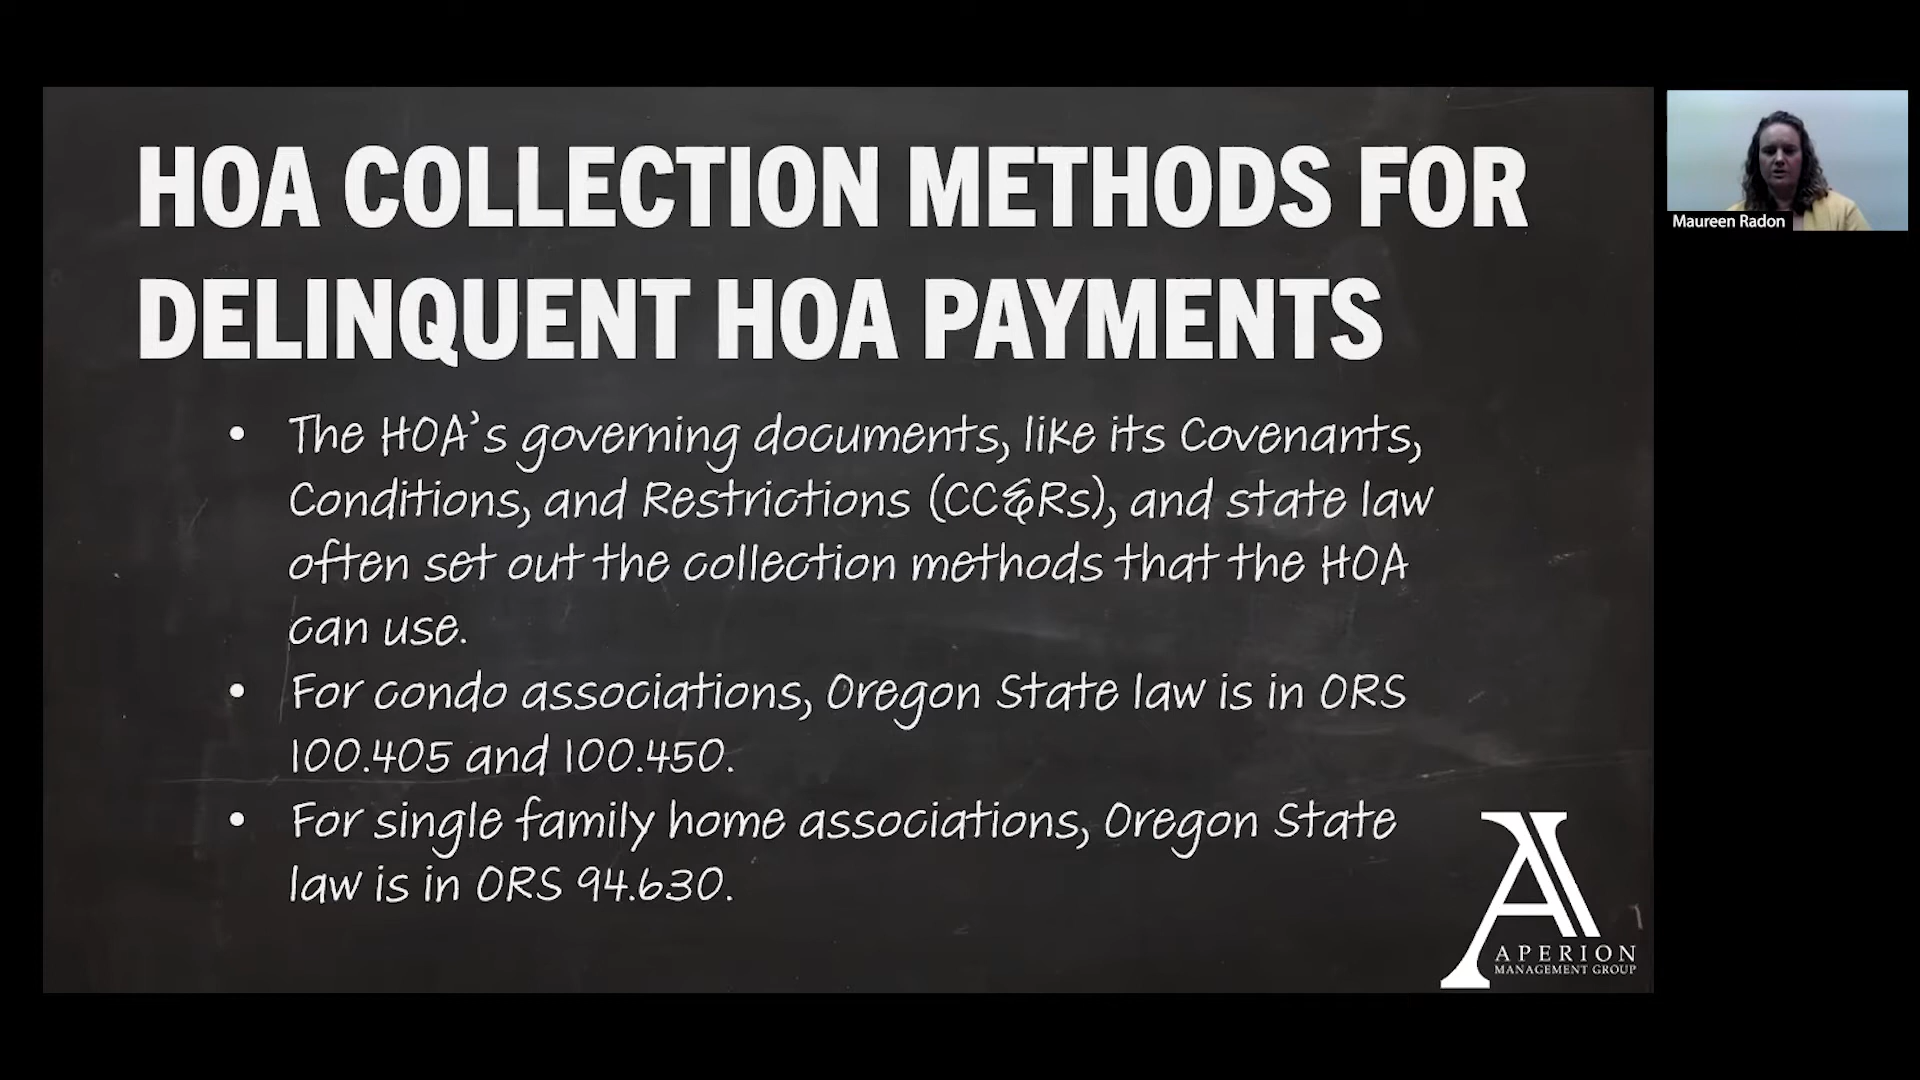 HOA COLLECTION METHODS FOR
DELINQUENT HOA PAYMENTS
• The HOA's governing documents, like its Covenants,
Conditions, and Restrictions (CC&Rs), and state law
often set out the collection methods that the HOA
can use.
• For condo associations, Oregon State law is in ORS
100.405 and 100.450.
• For single family home associations, Oregon State
law is in ORS 94.630.
APERION
MANAGEMENT GROUP
Maureen Radon